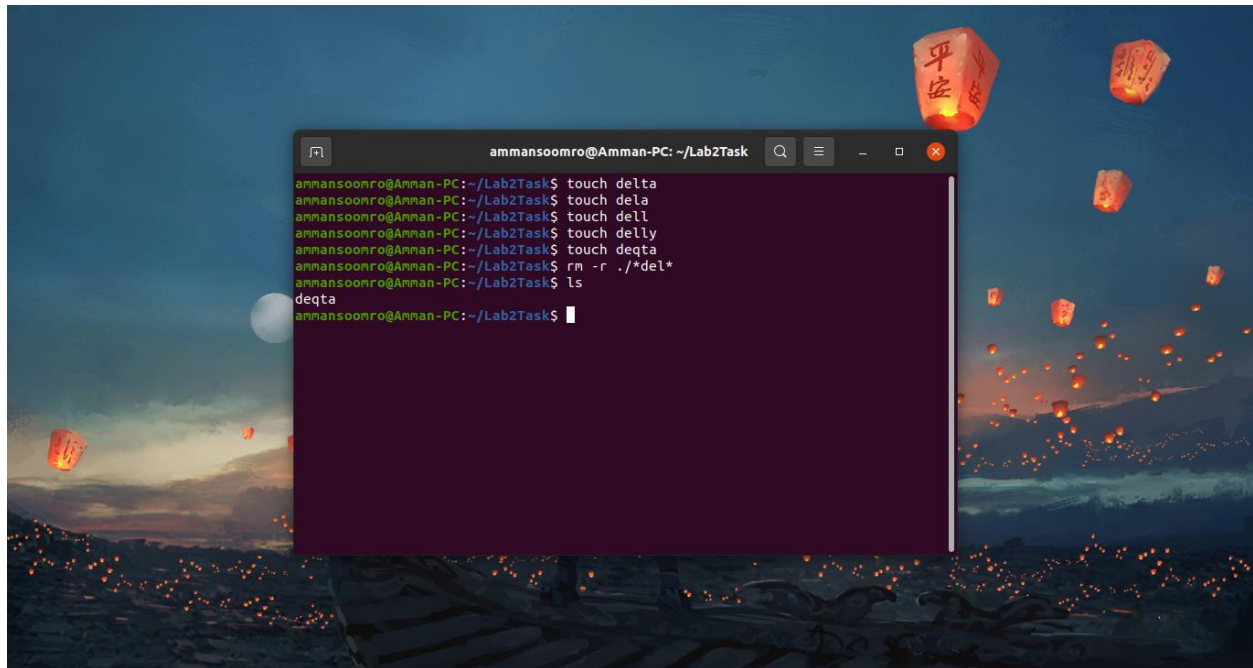 平
安
ammansoomro@Amman-PC: ~/Lab2Task
ammansoomro@Amman-PC:~/Lab2Task$ touch delta
ammansoomro@Amman-PC:~/Lab2Task$ touch dela
ammansoomro@Amman-PC:~/Lab2Task$ touch dell
ammansoomro@Amman-PC:~/Lab2Task$ touch delly
ammansoomro@Amman-PC:~/Lab2Task$ touch deqta
ammansoomro@Amman-PC:~/Lab2Task$ rm -r ./*del*
ammansoomro@Amman-PC:~/Lab2Task$ ls
deqta
ammansoomro@Amman-PC:~/Lab2Task$